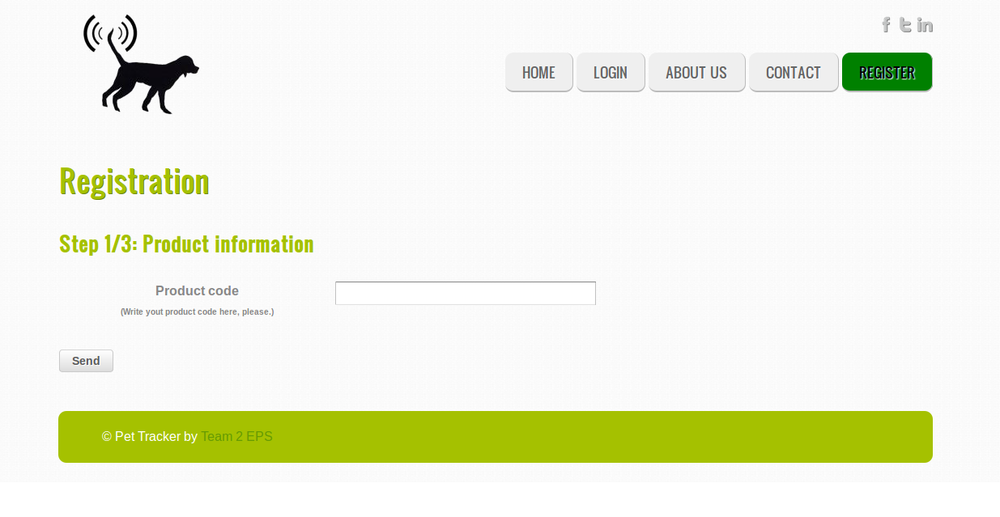 HOME LOGIN ABOUT US CONTACT REGISTER
Registration
Step 1/3: Product information
Product code
(Write yout product code here, please.)
Send
© Pet Tracker by Team 2 EPS